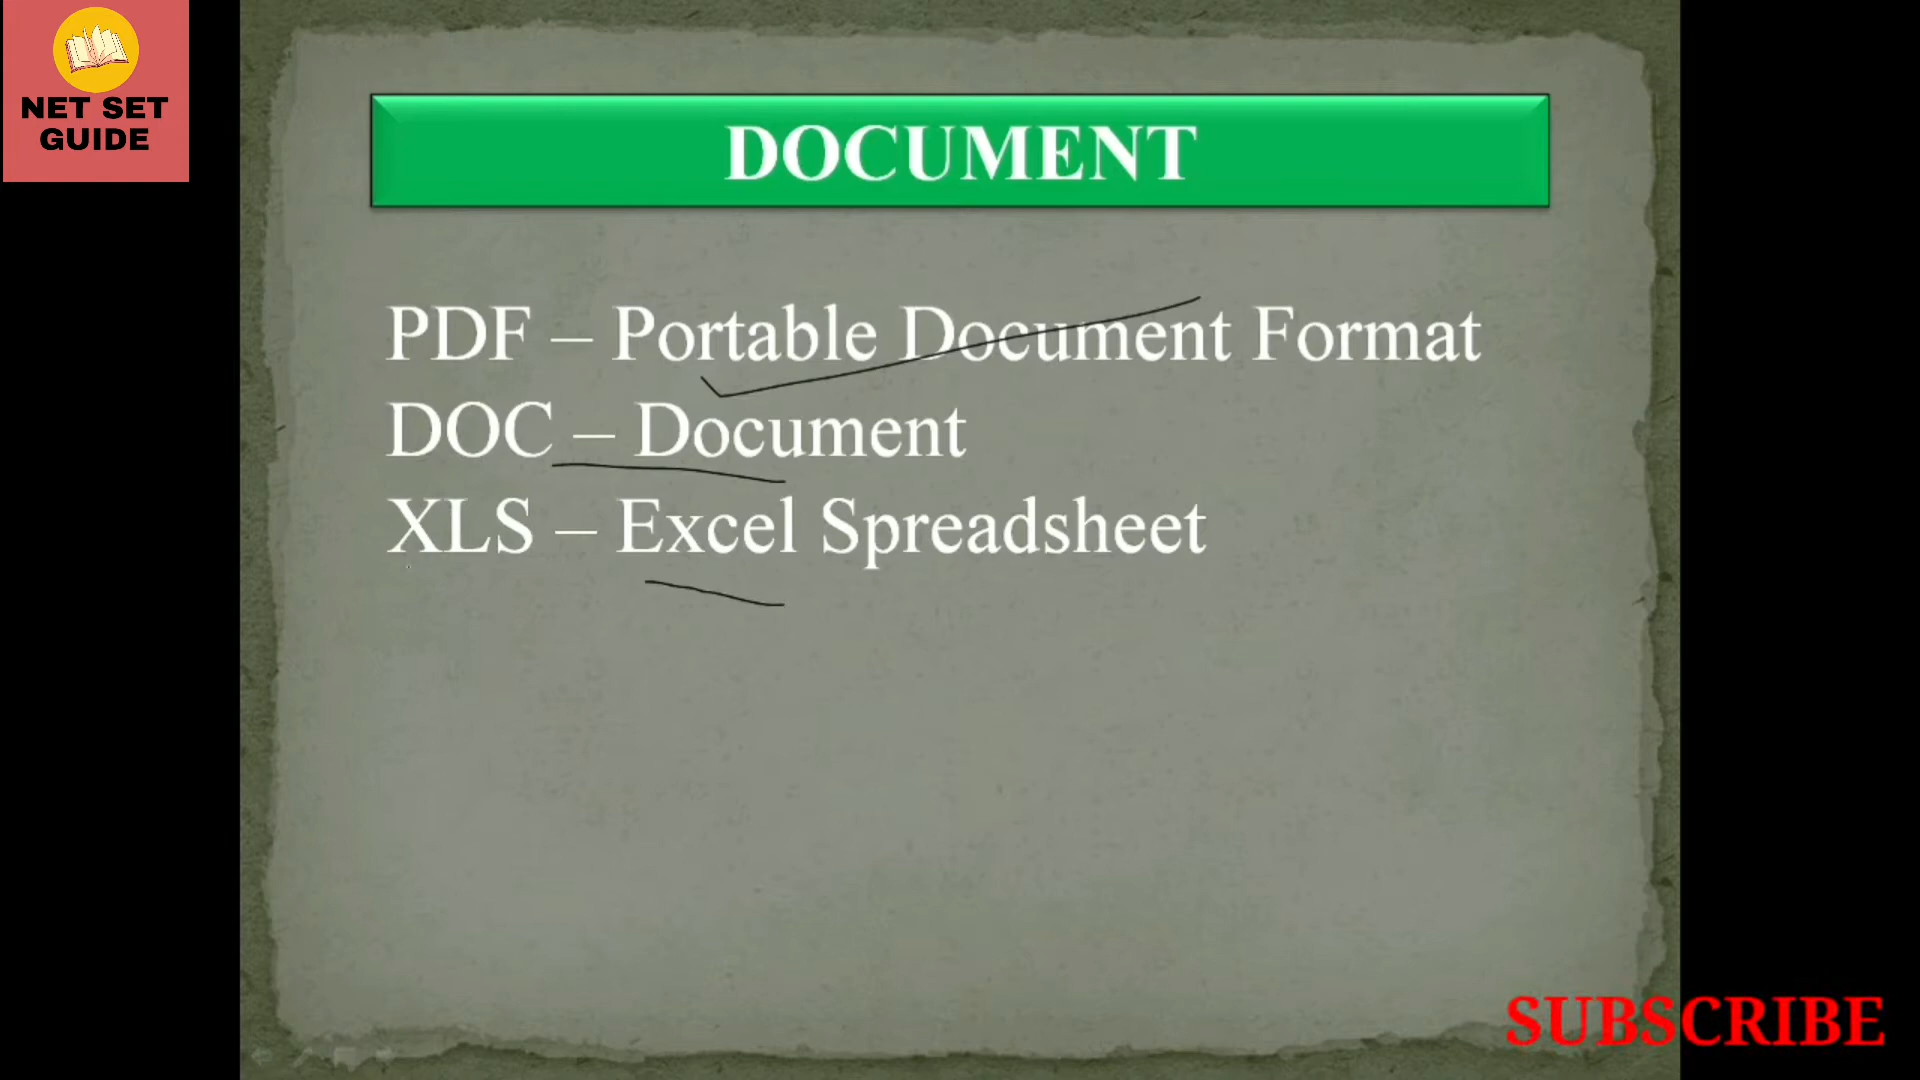 NET SET
GUIDE
DOCUMENT
PDF – Portable Document Format
DOC – Document
XLS – Excel Spreadsheet
SUBSCRIBE